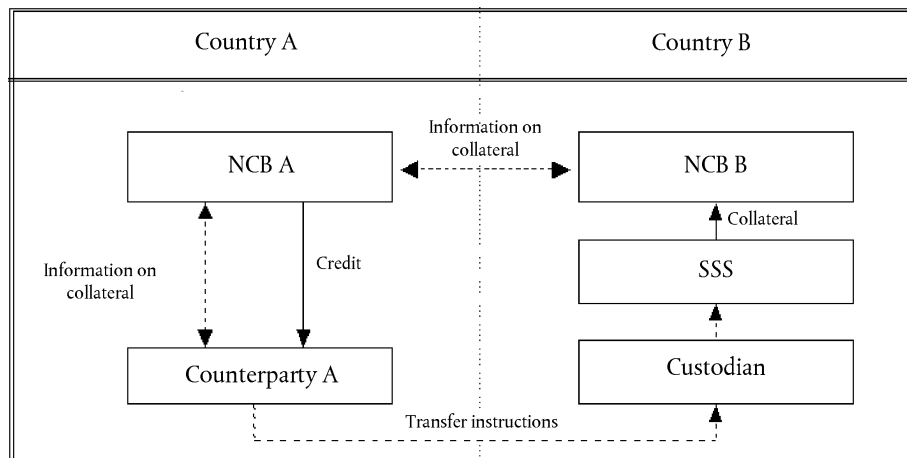 Country A
Country B
Information on
collateral
NCB A
NCB B
Collateral
Information on
collateral
Credit
SSS
Counterparty A
Custodian
Transfer instructions